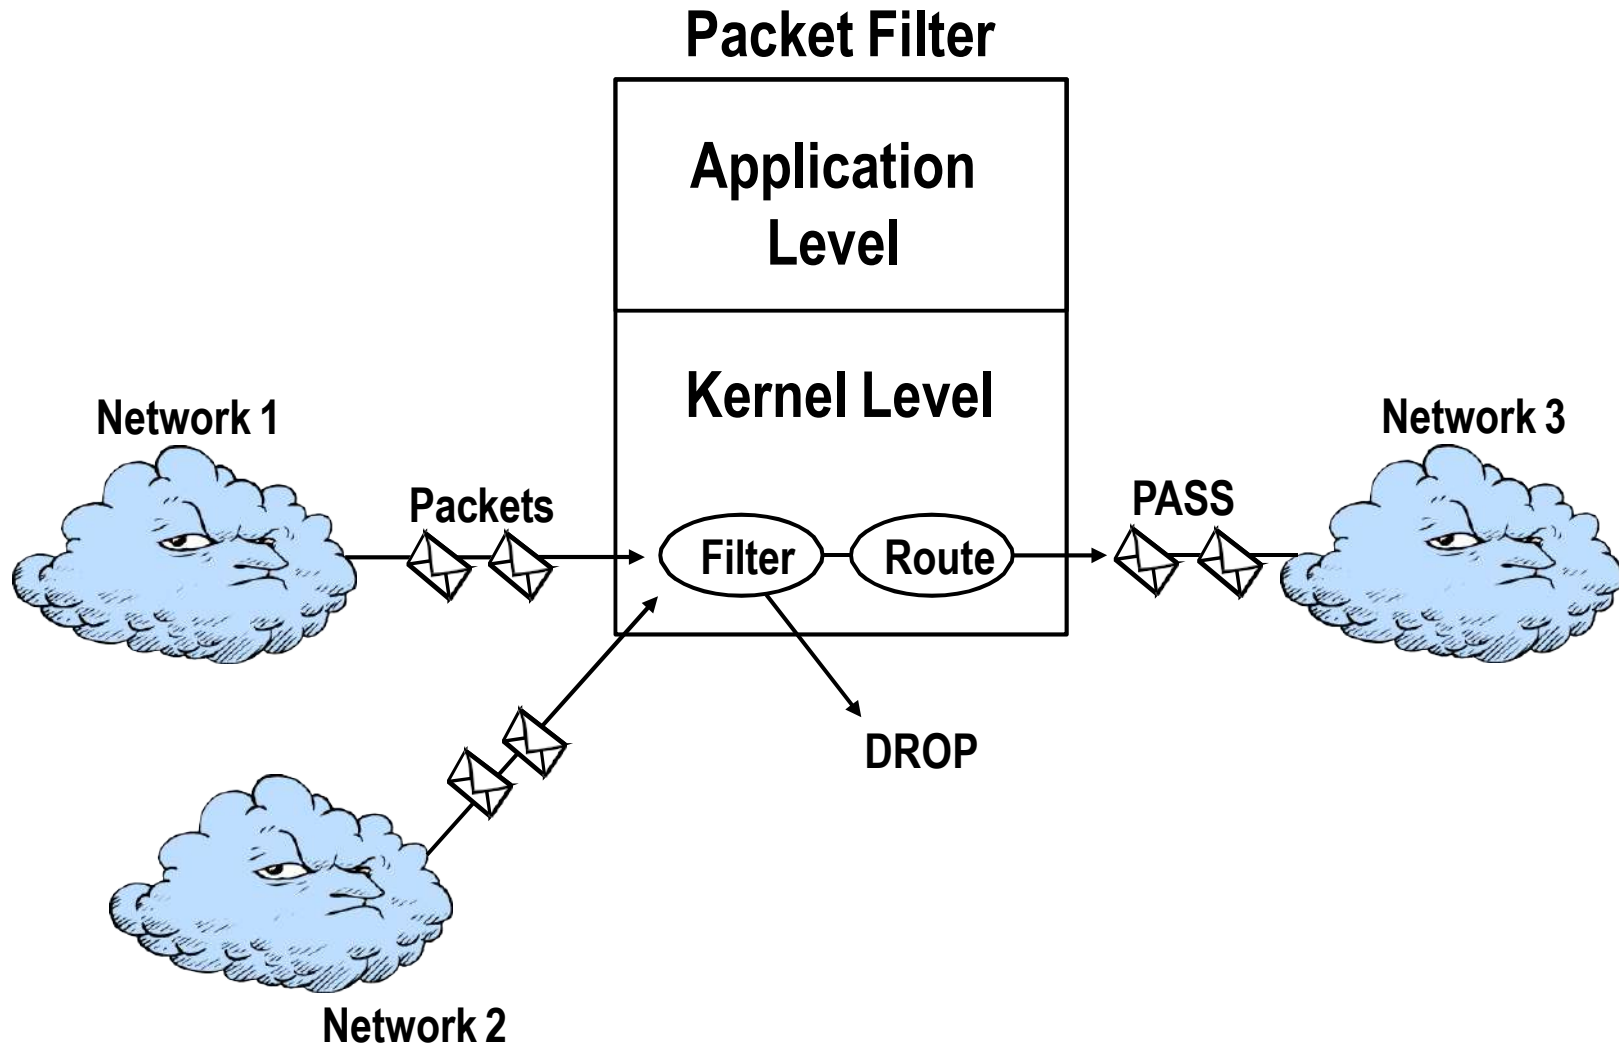 Packet Filter
Application
Level
Kernel Level
Network 1
Network 3
Packets
PASS
Filter
Route
DROP
Network 2